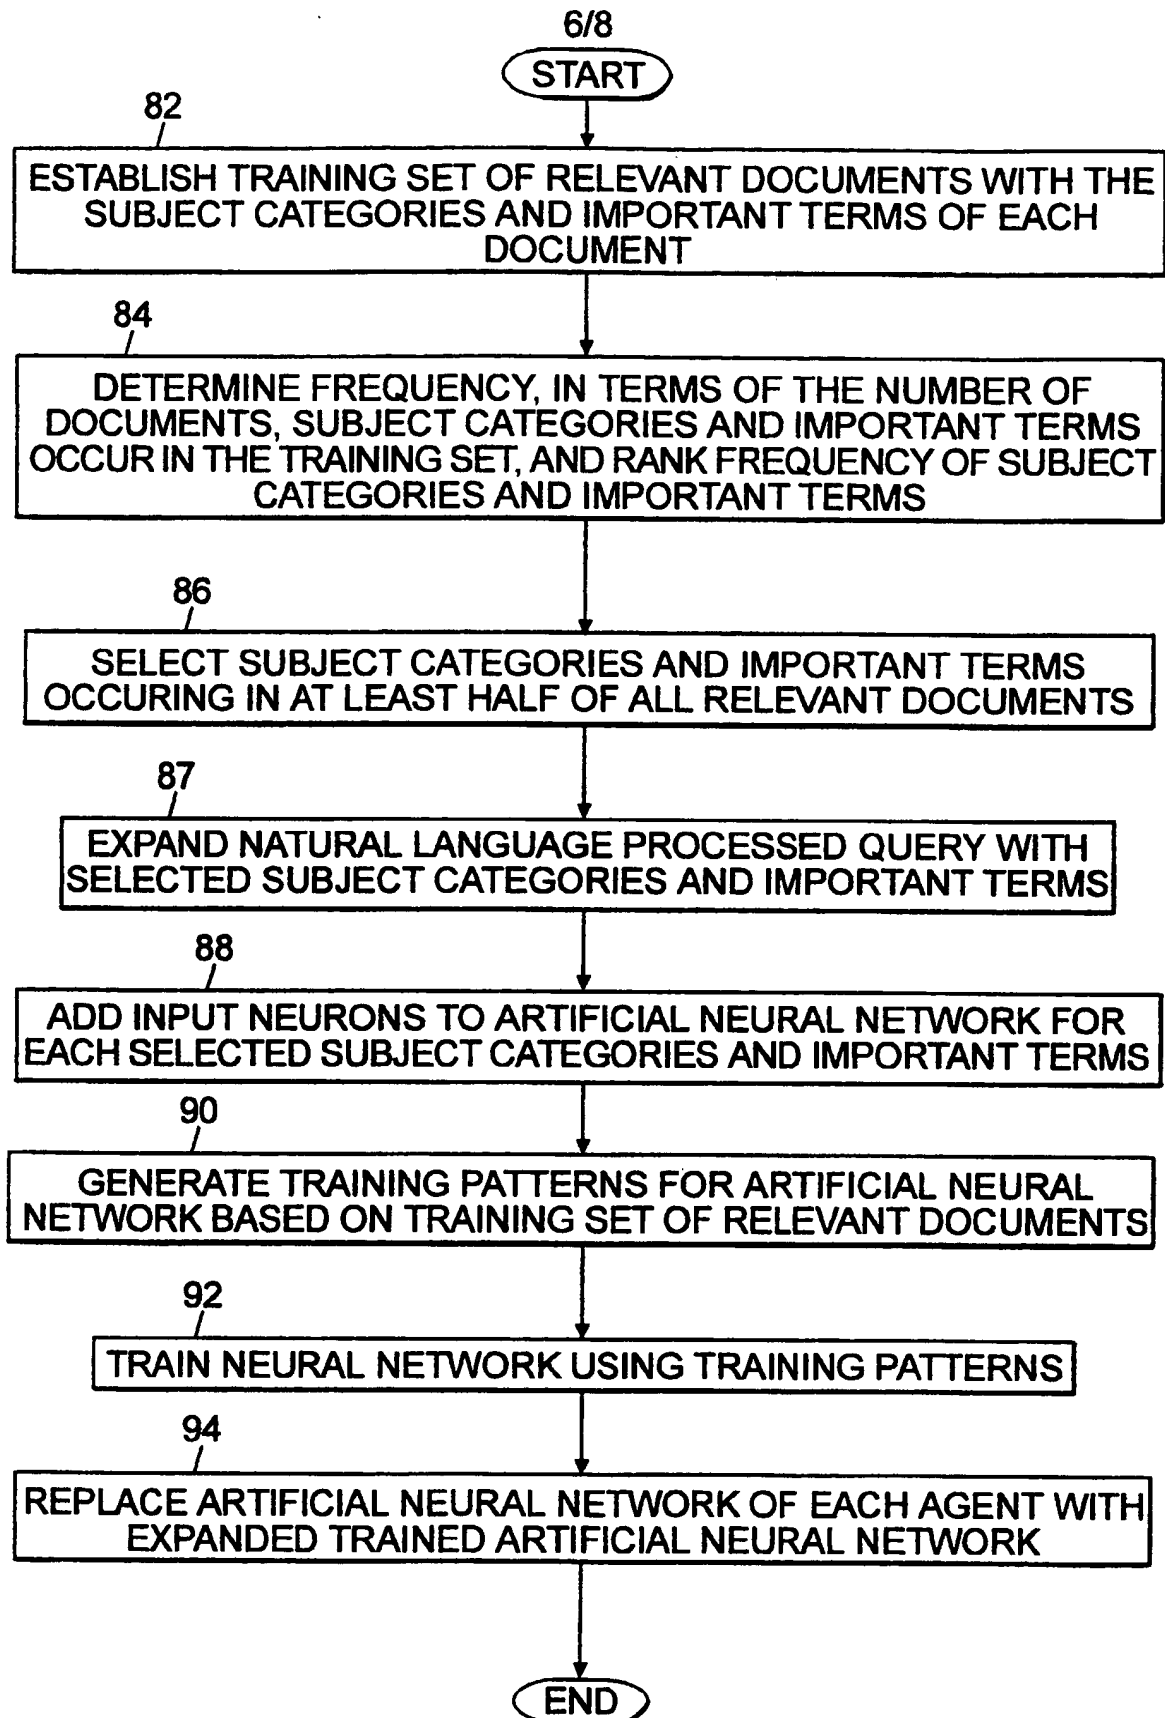 6/8
START
82
ESTABLISH TRAINING SET OF RELEVANT DOCUMENTS WITH THE
SUBJECT CATEGORIES AND IMPORTANT TERMS OF EACH
DOCUMENT
84
DETERMINE FREQUENCY, IN TERMS OF THE NUMBER OF
DOCUMENTS, SUBJECT CATEGORIES AND IMPORTANT TERMS
OCCUR IN THE TRAINING SET, AND RANK FREQUENCY OF SUBJECT
CATEGORIES AND IMPORTANT TERMS
86
SELECT SUBJECT CATEGORIES AND IMPORTANT TERMS
OCCURING IN AT LEAST HALF OF ALL RELEVANT DOCUMENTS
87
EXPAND NATURAL LANGUAGE PROCESSED QUERY WITH
SELECTED SUBJECT CATEGORIES AND IMPORTANT TERMS
88
ADD INPUT NEURONS TO ARTIFICIAL NEURAL NETWORK FOR
EACH SELECTED SUBJECT CATEGORIES AND IMPORTANT TERMS
90
GENERATE TRAINING PATTERNS FOR ARTIFICIAL NEURAL
NETWORK BASED ON TRAINING SET OF RELEVANT DOCUMENTS
92
TRAIN NEURAL NETWORK USING TRAINING PATTERNS
94
REPLACE ARTIFICIAL NEURAL NETWORK OF EACH AGENT WITH
EXPANDED TRAINED ARTIFICIAL NEURAL NETWORK
END